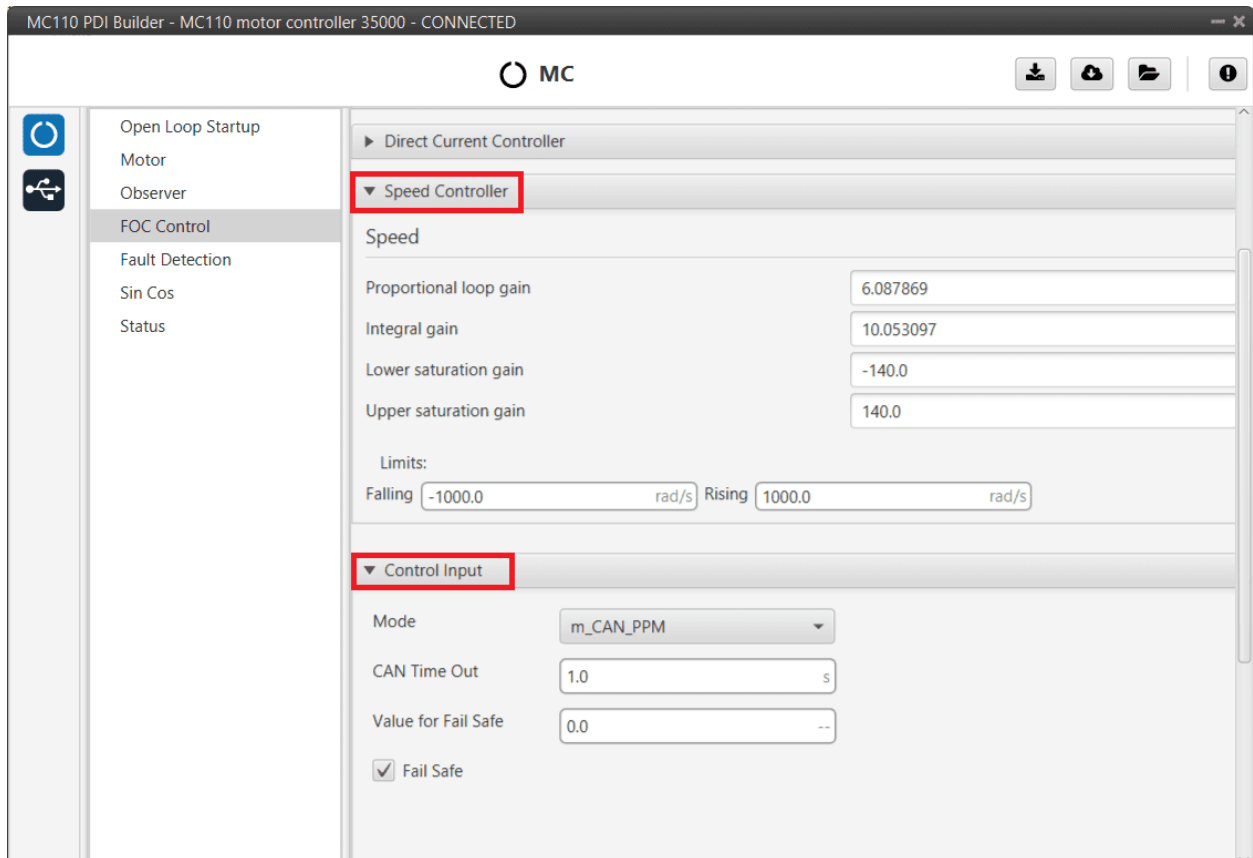 MC110 PDI Builder - MC110 motor controller 35000 - CONNECTED
MC
Open Loop Startup
Motor
Observer
FOC Control
Fault Detection
Sin Cos
Status
Direct Current Controller
Speed Controller
Speed
Proportional loop gain 6.087869
Integral gain 10.053097
Lower saturation gain -140.0
Upper saturation gain 140.0
Limits:
Falling -1000.0 rad/s Rising 1000.0 rad/s
Control Input
Mode m_CAN_PPM
CAN Time Out 1.0 s
Value for Fail Safe 0.0 --
Fail Safe